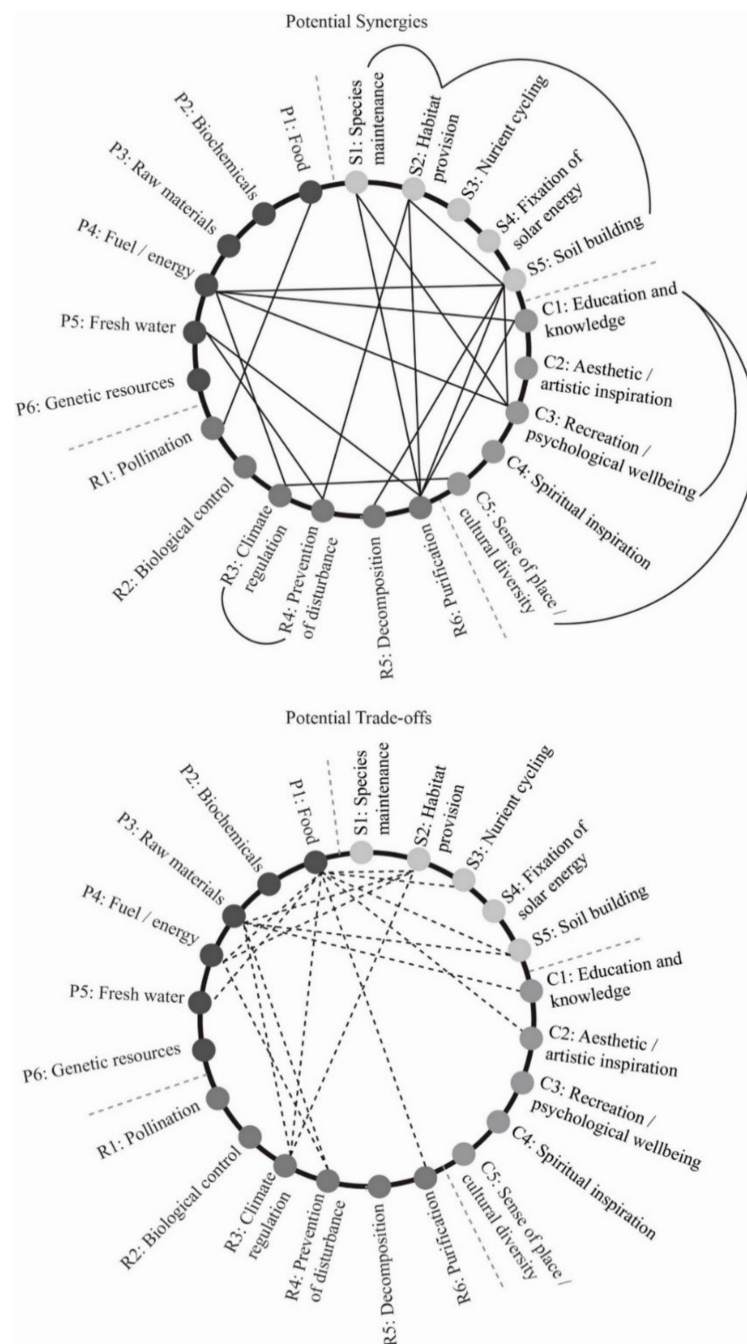 Potential Synergies
S1: Species
maintenance
S2: Habitat
provision
S3: Nurient cycling
S4: Fixation of
solar energy
S5: Soil building
C1: Education and
knowledge
C2: Aesthetic /
artistic inspiration
C3: Recreation /
psychological wellbeing
C4: Spiritual inspiration
C5: Sense of place /
cultural diversity
R6: Purification
R5: Decomposition
R4: Prevention
of disturbance
R3: Climate
regulation
R2: Biological control
R1: Pollination
P6: Genetic resources
P5: Fresh water
P4: Fuel / energy
P3: Raw materials
P2: Biochemicals
P1: Food
Potential Trade-offs
S1: Species
maintenance
S2: Habitat
provision
S3: Nurient cycling
S4: Fixation of
solar energy
S5: Soil building
C1: Education and
knowledge
C2: Aesthetic /
artistic inspiration
C3: Recreation /
psychological wellbeing
C4: Spiritual inspiration
C5: Sense of place /
cultural diversity
R6: Purification
R5: Decomposition
R4: Prevention
of disturbance
R3: Climate
regulation
R2: Biological control
R1: Pollination
P6: Genetic resources
P5: Fresh water
P4: Fuel / energy
P3: Raw materials
P2: Biochemicals
P1: Food